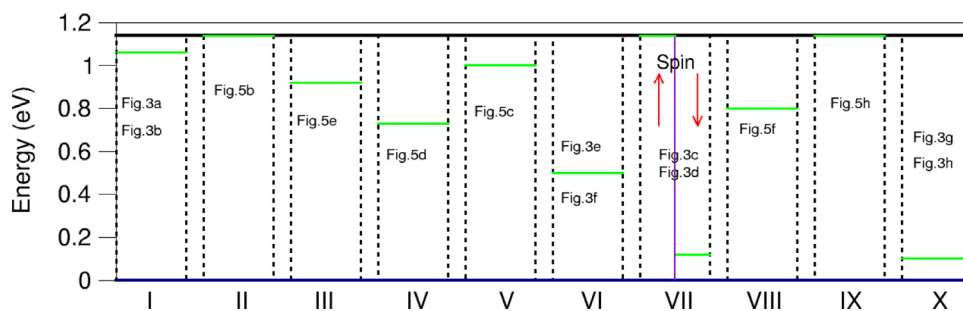 1.2
1
0.8
0.6
0.4
0.2
0
Energy (eV)
Fig.3a
Fig.3b
Fig.5b
Fig.5e
Fig.5d
Fig.5c
Fig.3e
Fig.3f
Spin
Fig.3c
Fig.3d
Fig.5f
Fig.5h
Fig.3g
Fig.3h
I II III IV V VI VII VIII IX X